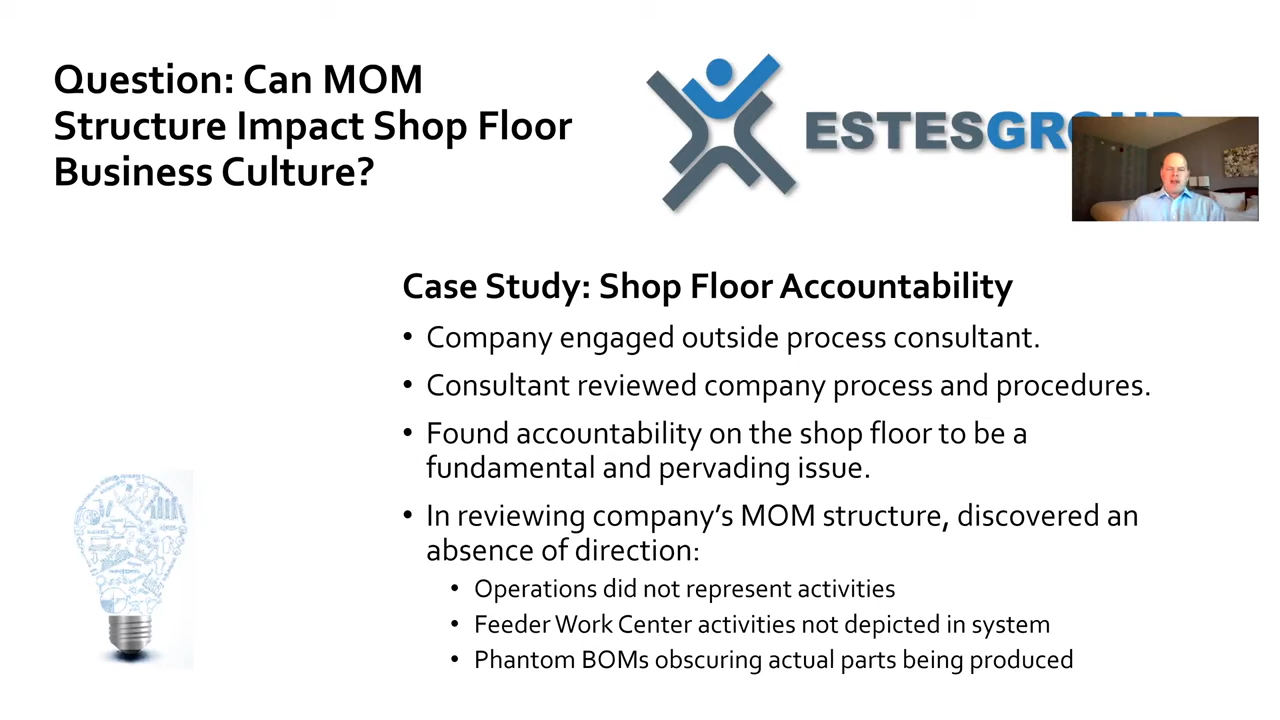 Question: Can MOM
Structure Impact Shop Floor
Business Culture?
ESTESGROUP
Case Study: Shop Floor Accountability
• Company engaged outside process consultant.
• Consultant reviewed company process and procedures.
• Found accountability on the shop floor to be a
fundamental and pervading issue.
• In reviewing company’s MOM structure, discovered an
absence of direction:
• Operations did not represent activities
• Feeder Work Center activities not depicted in system
• Phantom BOMs obscuring actual parts being produced